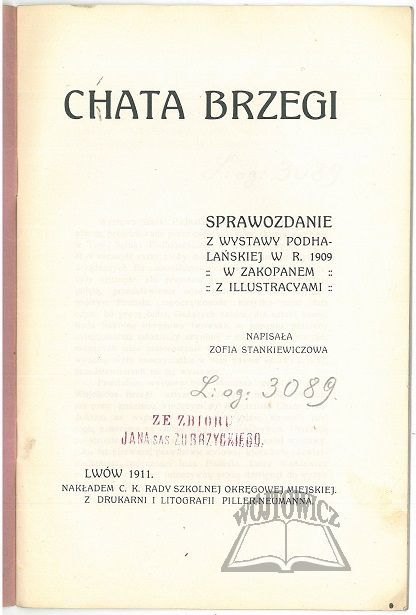 CHATA BRZEGI
SPRAWOZDANIE
Z WYSTAWY PODHA-
LAŃSKIEJ W R. 1909
:: W ZAKOPANEM ::
:: Z ILLUSTRACYAMI ::
NAPISAŁA
ZOFIA STANKIEWICZOWA
L: og: 3089.
ZE ZBIORU
JANA SAS ZUBRZYCKIEGO.
LWÓW 1911.
NAKŁADEM C. K. RADY SZKOLNEJ OKRĘGOWEJ MIEJSKIEJ.
Z DRUKARNI I LITOGRAFII PILLER-NEUMANNA.
WÓJTOWICZ